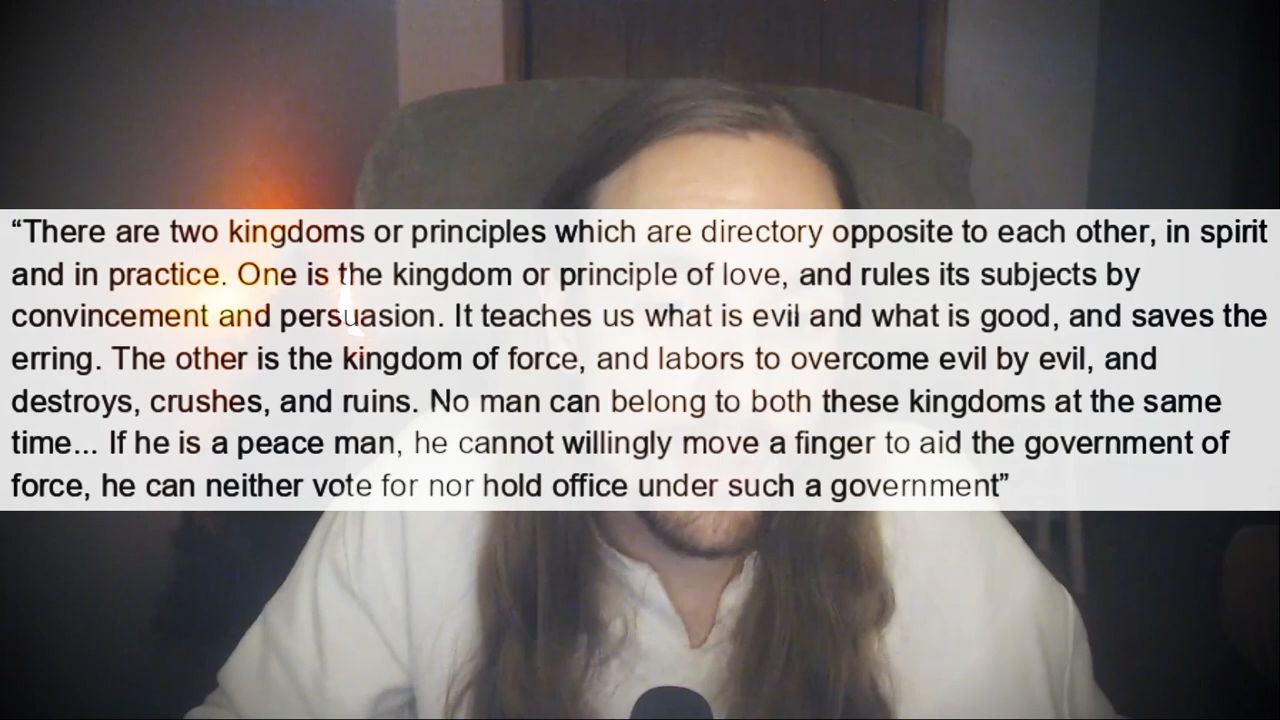 “There are two kingdoms or principles which are directory opposite to each other, in spirit
and in practice. One is the kingdom or principle of love, and rules its subjects by
convincement and persuasion. It teaches us what is evil and what is good, and saves the
erring. The other is the kingdom of force, and labors to overcome evil by evil, and
destroys, crushes, and ruins. No man can belong to both these kingdoms at the same
time... If he is a peace man, he cannot willingly move a finger to aid the government of
force, he can neither vote for nor hold office under such a government”